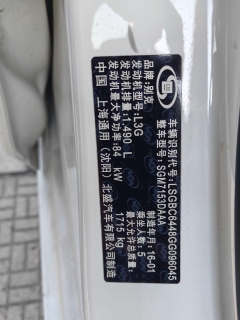 品牌:别克
发动机型号:L3G
发动机排量:1.490 L
发动机最大净功率:84 kW
车辆识别代号:LSGBC6448GG096045
整车型号:SGM7153DAAA
制造年月:16-01
乘坐人数:5
最大允许总质量:1715 kg
中国 上海通用(沈阳)北盛汽车有限公司制造